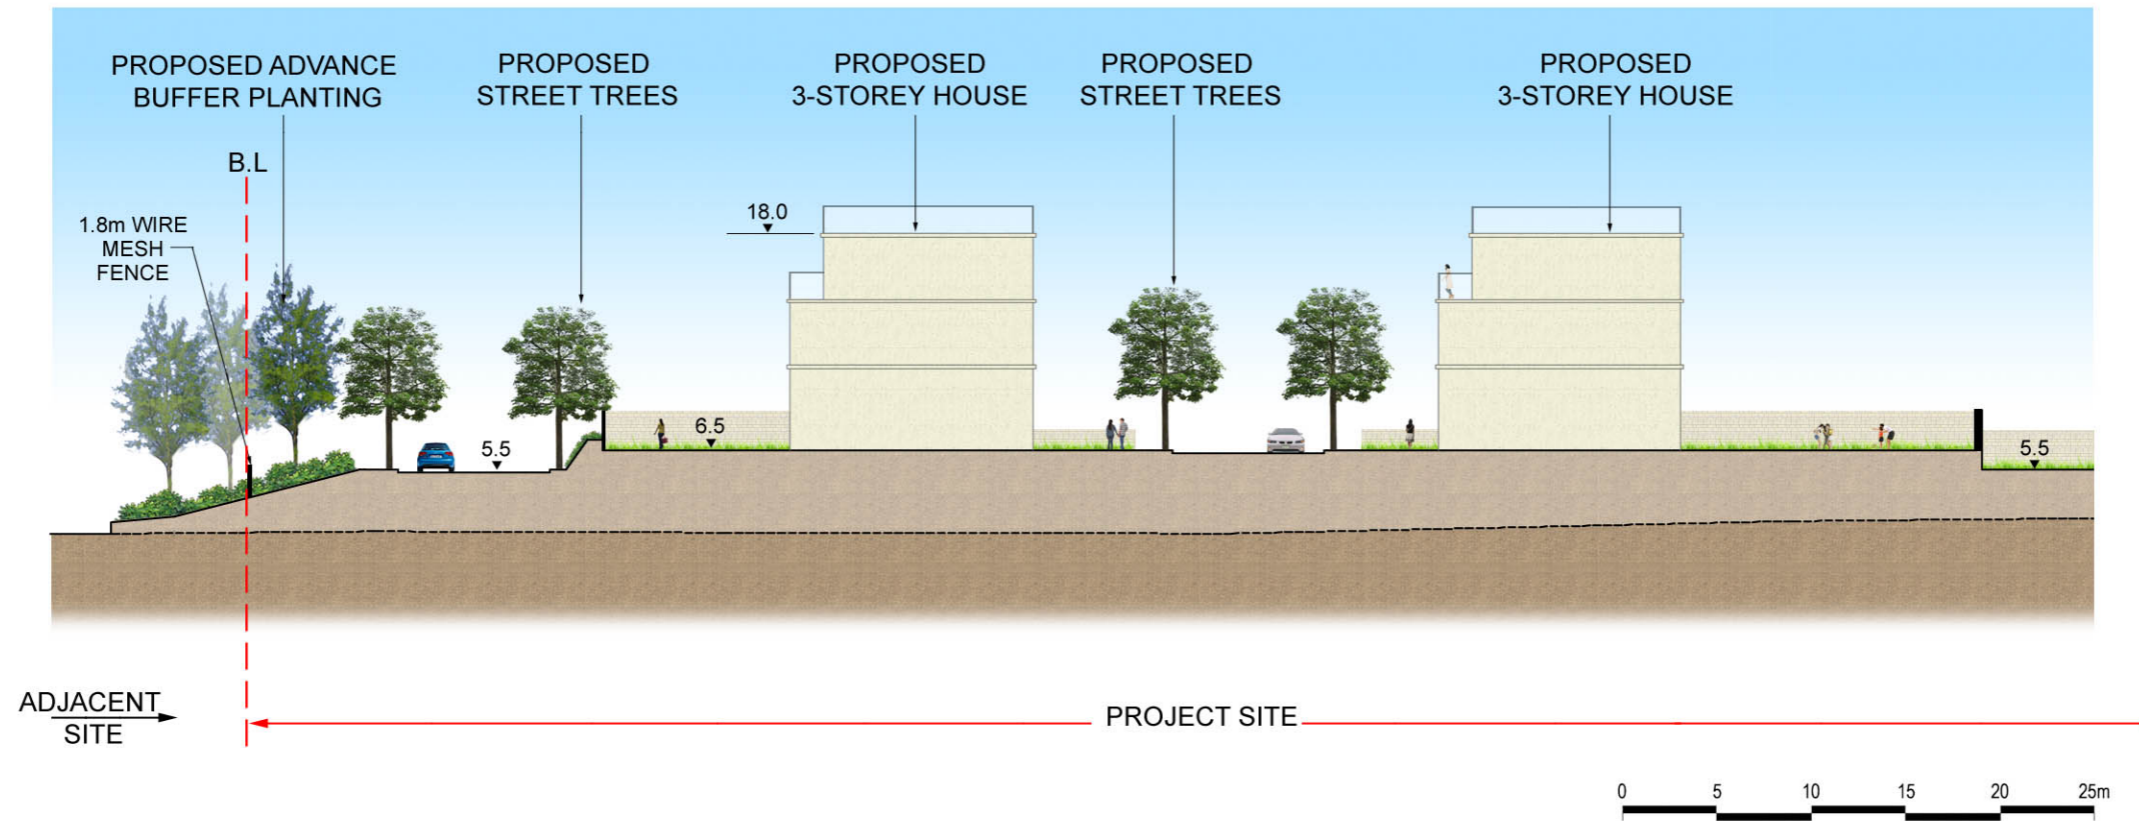 PROPOSED ADVANCE
BUFFER PLANTING
PROPOSED
STREET TREES
PROPOSED
3-STOREY HOUSE
PROPOSED
STREET TREES
PROPOSED
3-STOREY HOUSE
B.L
1.8m WIRE
MESH
FENCE
18.0
6.5
5.5
5.5
ADJACENT
SITE
PROJECT SITE
0 5 10 15 20 25m